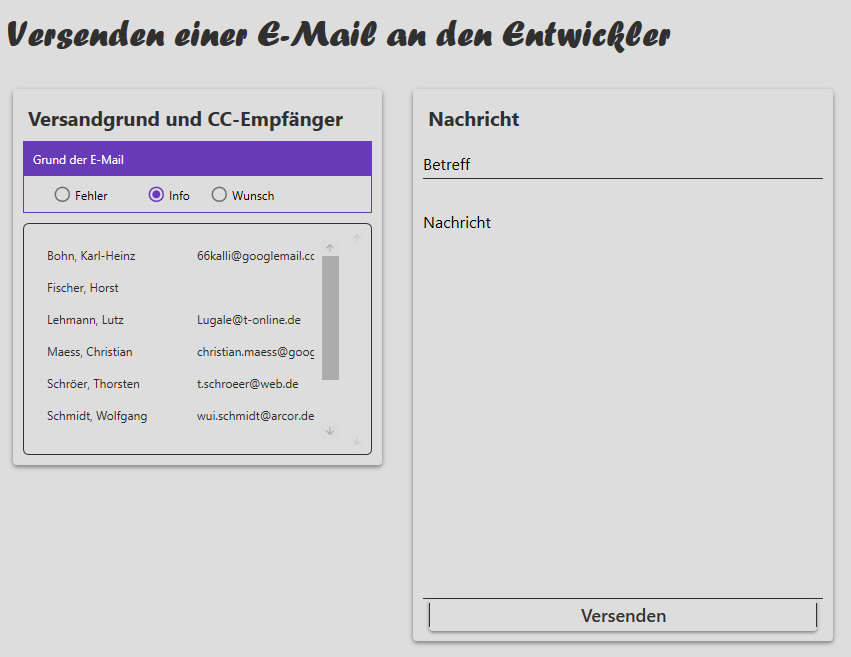 Versenden einer E-Mail an den Entwickler
Versandgrund und CC-Empfänger
Grund der E-Mail
Fehler Info Wunsch
Bohn, Karl-Heinz 66kalli@googlemail.cc
Fischer, Horst
Lehmann, Lutz Lugale@t-online.de
Maess, Christian christian.maess@goog
Schröer, Thorsten t.schroeer@web.de
Schmidt, Wolfgang wui.schmidt@arcor.de
Nachricht
Betreff
Nachricht
Versenden